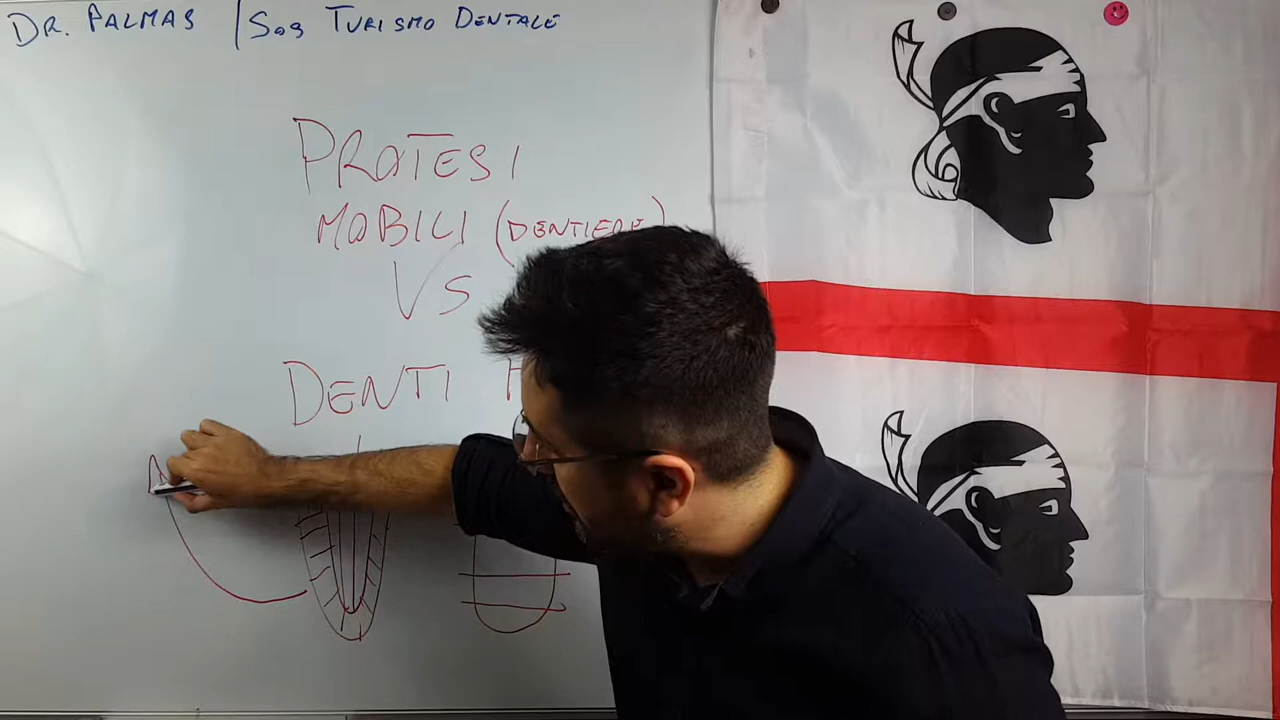 DR. PALMAS / SOS TURISMO DENTALE
PROTESI
MOBILI (DENTIERE)
VS
DENTI